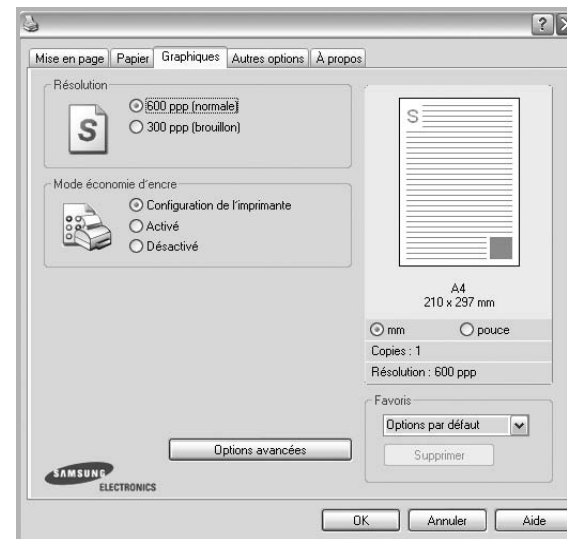 Mise en page Papier Graphiques Autres options À propos
Résolution
600 ppp (normale)
300 ppp (brouillon)
S
Mode économie d'encre
Configuration de l'imprimante
Activé
Désactivé
S
A4
210 x 297 mm
mm pouce
Copies : 1
Résolution : 600 ppp
Favoris
Options par défaut
Supprimer
Options avancées
SAMSUNG
ELECTRONICS
OK Annuler Aide